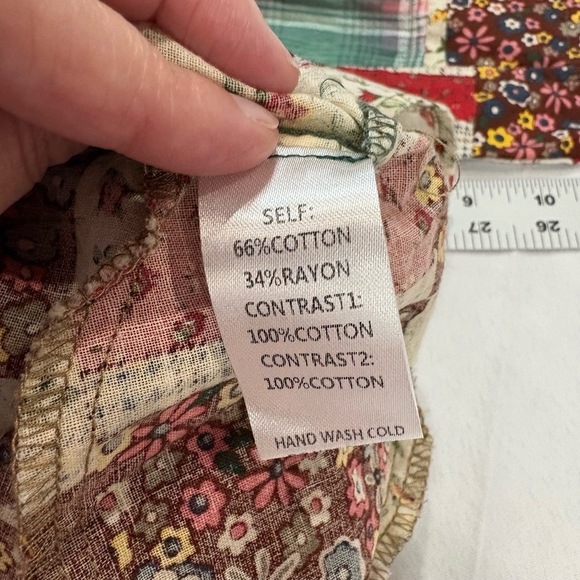 SELF:
66%COTTON
34%RAYON
CONTRAST1:
100%COTTON
CONTRAST2:
100%COTTON
HAND WASH COLD
9 10
27 26